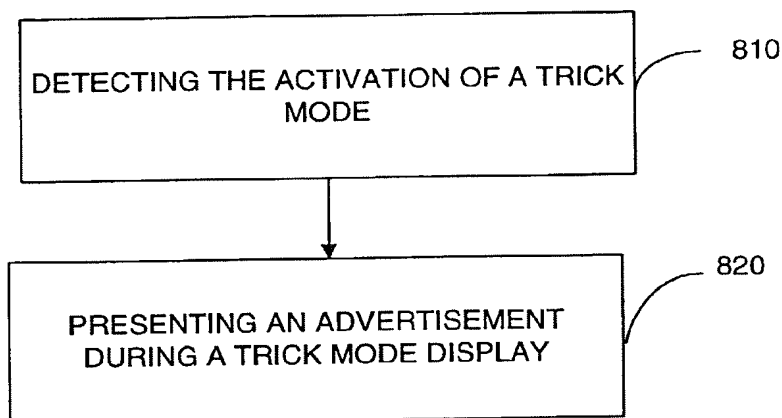 DETECTING THE ACTIVATION OF A TRICK
MODE
810
PRESENTING AN ADVERTISEMENT
DURING A TRICK MODE DISPLAY
820